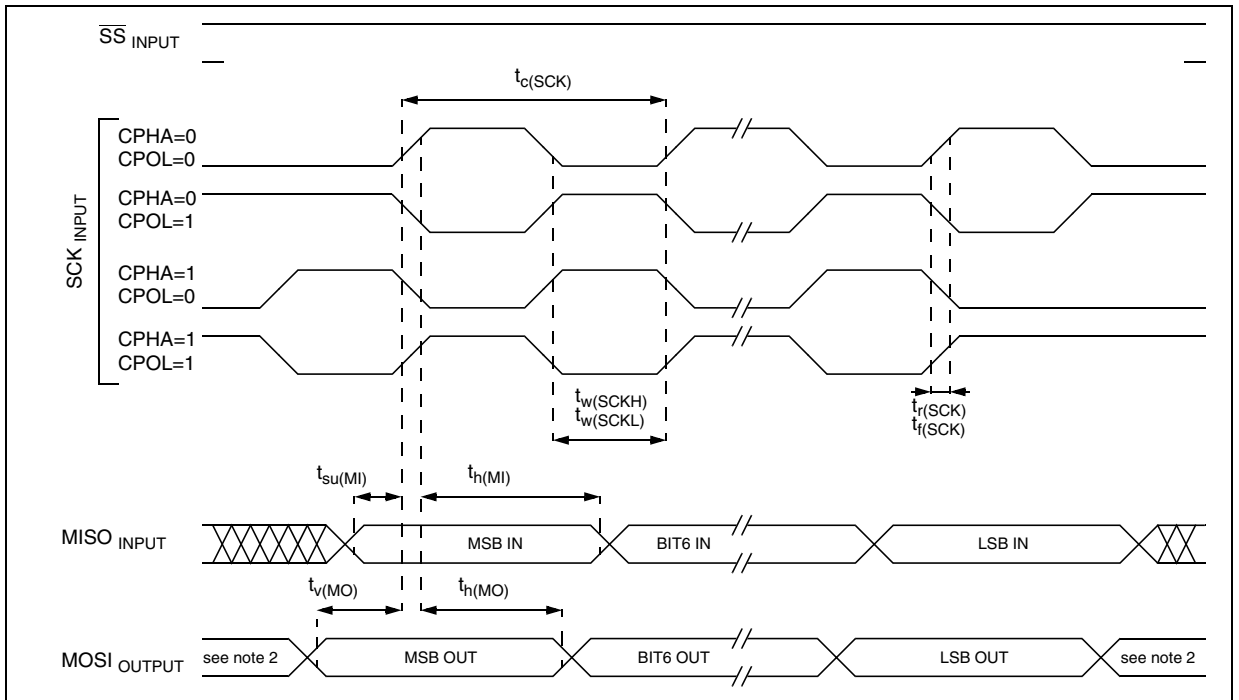 SS INPUT
tc(SCK)
SCK INPUT
CPHA=0
CPOL=0
CPHA=0
CPOL=1
CPHA=1
CPOL=0
CPHA=1
CPOL=1
tw(SCKH)
tw(SCKL)
tr(SCK)
tf(SCK)
tsu(MI)
th(MI)
MISO INPUT
MSB IN
BIT6 IN
LSB IN
tv(MO)
th(MO)
MOSI OUTPUT
see note 2
MSB OUT
BIT6 OUT
LSB OUT
see note 2